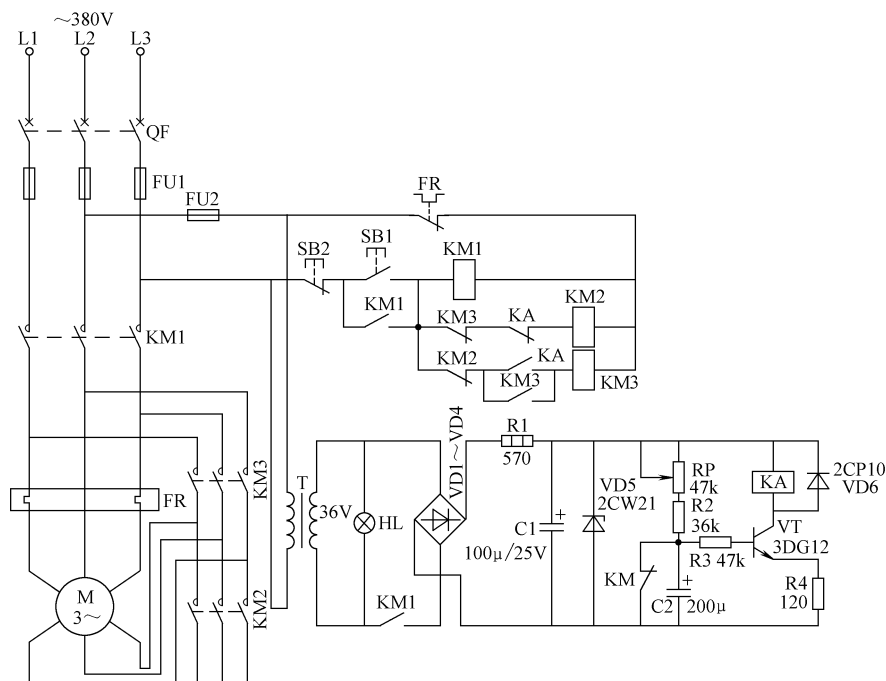 ～380V
L1 L2 L3
QF
FU1
FU2
FR
SB2
SB1
KM1
KM1
KM1
KM3
KA
KM2
KM2
KA
KM3
KM3
FR
KM3
KM2
M
3～
T
36V
HL
KM1
VD1～VD4
R1
570
C1
100μ/25V
VD5
2CW21
RP
47k
R2
36k
R3 47k
KM
C2
200μ
KA
2CP10
VD6
VT
3DG12
R4
120